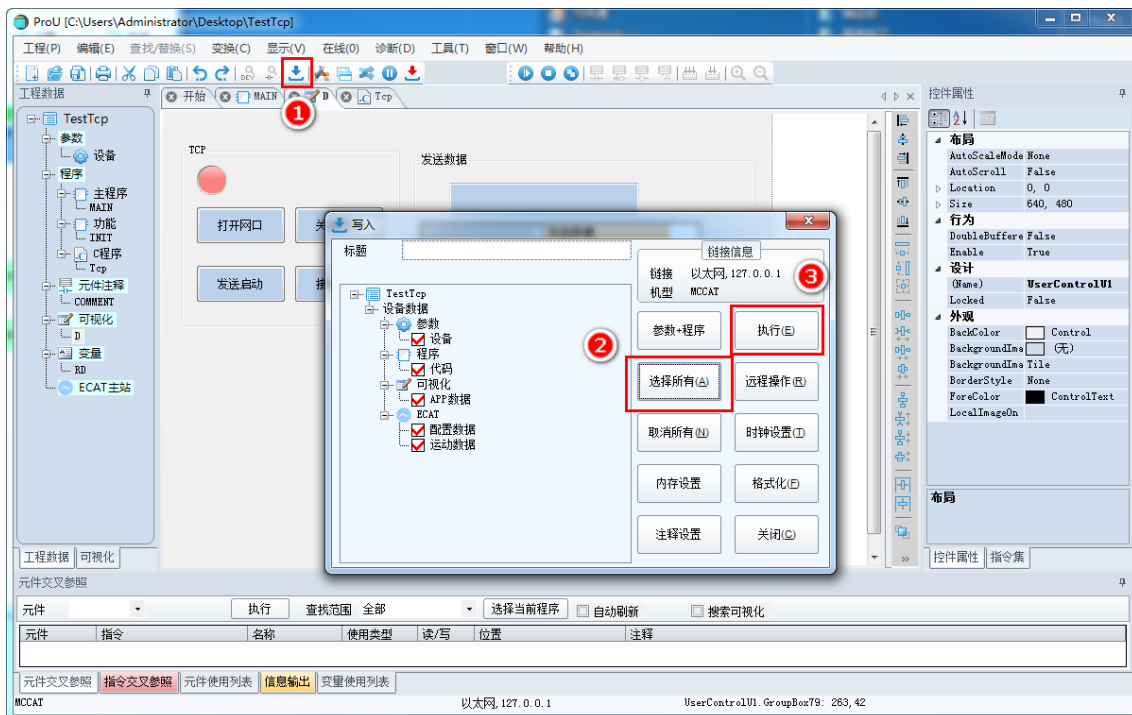 ProU [C:\Users\Administrator\Desktop\TestTcp]
工程(P) 编辑(E) 查找/替换(S) 变换(C) 显示(V) 在线(O) 诊断(D) 工具(T) 窗口(W) 帮助(H)
1
工程数据
开始 MAIN D Tcp
控件属性
TestTcp
参数
设备
程序
主程序
MAIN
功能
INIT
C程序
Tcp
元件注释
COMMENT
可视化
D
变量
RD
ECAT主站
工程数据 可视化
TCP
打开网口
发送启动
发送数据
写入
标题
TestTcp
设备数据
参数
设备
程序
代码
可视化
APP数据
ECAT
配置数据
运动数据
链接信息
链接 以太网,127.0.0.1
机型 MCCAT
3
2
参数+程序 执行(E)
选择所有(A) 远程操作(R)
取消所有(N) 时钟设置(T)
内存设置 格式化(F)
注释设置 关闭(C)
布局
AutoScaleMode None
AutoScroll False
Location 0, 0
Size 640, 480
行为
DoubleBuffere False
Enable True
设计
(Name) UserControlU1
Locked False
外观
BackColor Control
BackgroundIma (无)
BackgroundIma Tile
BorderStyle None
ForeColor ControlText
LocalImageOn
布局
控件属性 指令集
元件交叉参照
元件 执行 查找范围 全部 选择当前程序 自动刷新 搜索可视化
元件 指令 名称 使用类型 读/写 位置 注释
元件交叉参照 指令交叉参照 元件使用列表 信息输出 变量使用列表
MCCAT 以太网,127.0.0.1 UserControlU1.GroupBox79: 263,42